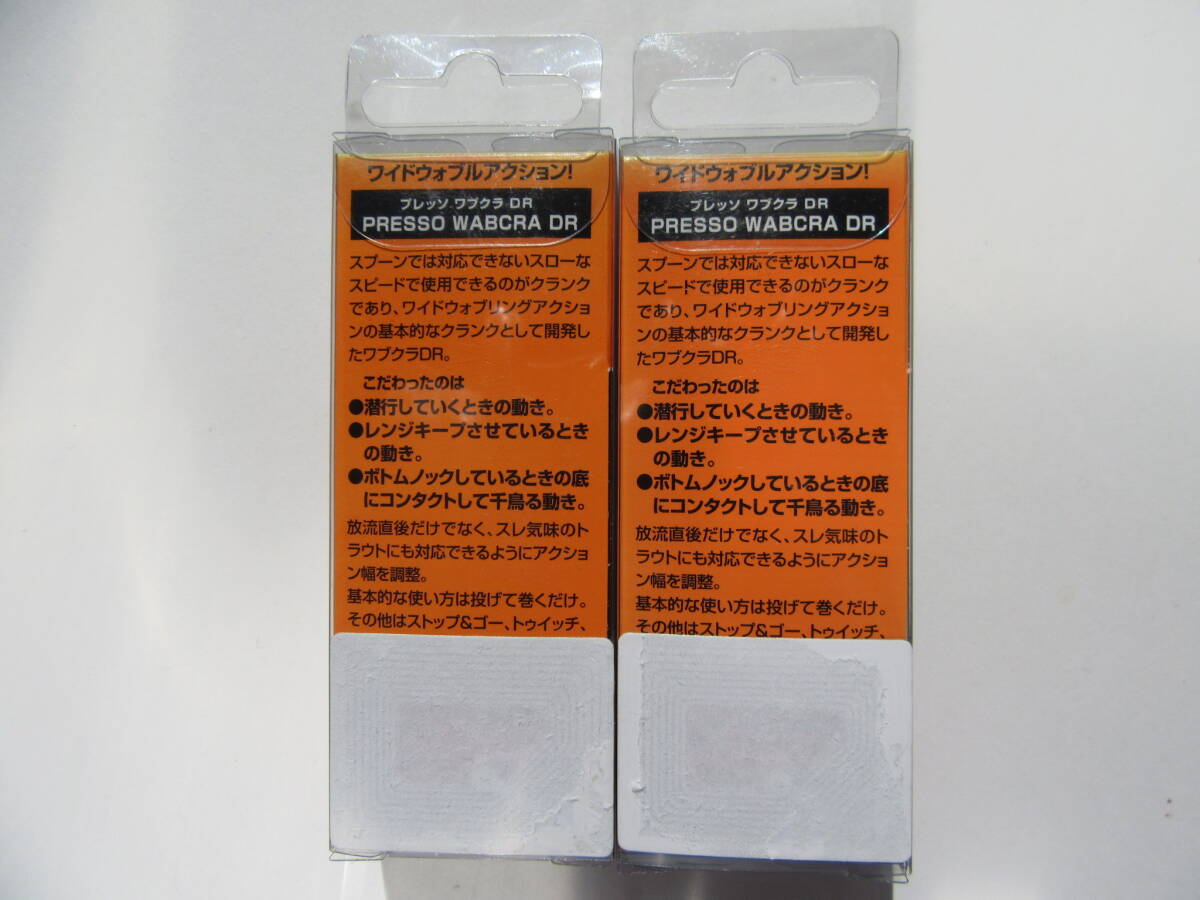 ワイドウォブルアクション!
プレッソ ワブクラ DR
PRESSO WABCRA DR
スプーンでは対応できないスローな
スピードで使用できるのがクランク
であり、ワイドウォブリングアクショ
ンの基本的なクランクとして開発し
たワブクラDR。
こだわったのは
●潜行していくときの動き。
●レンジキープさせているとき
の動き。
●ボトムノックしているときの底
にコンタクトして千鳥る動き。
放流直後だけでなく、スレ気味のト
ラウトにも対応できるようにアクショ
ン幅を調整。
基本的な使い方は投げて巻くだけ。
その他はストップ&ゴー、トゥイッチ、
ワイドウォブルアクション!
プレッソ ワブクラ DR
PRESSO WABCRA DR
スプーンでは対応できないスローな
スピードで使用できるのがクランク
であり、ワイドウォブリングアクショ
ンの基本的なクランクとして開発し
たワブクラDR。
こだわったのは
●潜行していくときの動き。
●レンジキープさせているとき
の動き。
●ボトムノックしているときの底
にコンタクトして千鳥る動き。
放流直後だけでなく、スレ気味のト
ラウトにも対応できるようにアクショ
ン幅を調整。
基本的な使い方は投げて巻くだけ。
その他はストップ&ゴー、トゥイッチ、